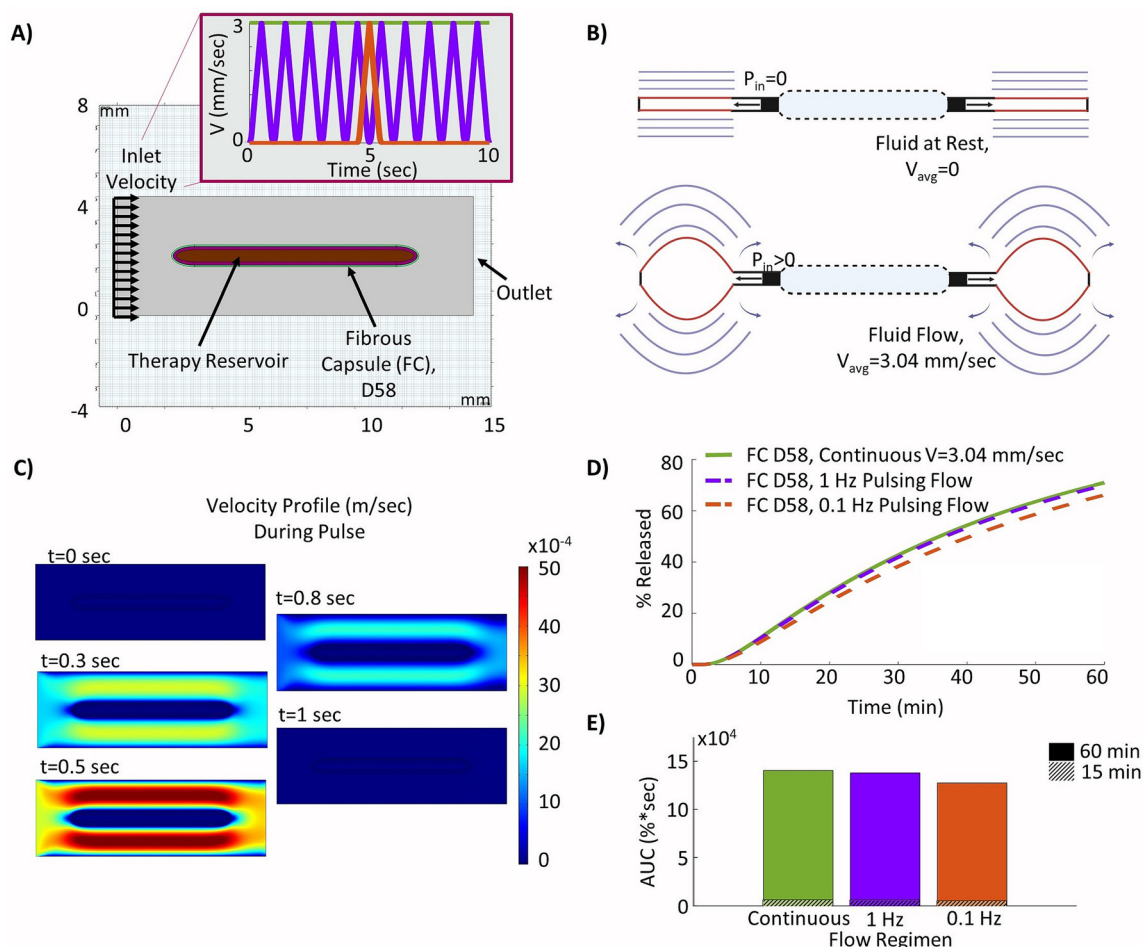 A)
3
V (mm/sec)
0
0
5
10
Time (sec)
8
mm
Inlet
Velocity
4
0
-4
Outlet
Therapy Reservoir
Fibrous
Capsule (FC),
D58
mm
0
5
10
15
B)
Pin=0
Fluid at Rest,
Vavg=0
Pin>0
Fluid Flow,
Vavg=3.04 mm/sec
C)
Velocity Profile (m/sec)
During Pulse
t=0 sec
t=0.3 sec
t=0.5 sec
t=0.8 sec
t=1 sec
x10-4
50
40
30
20
10
0
D)
FC D58, Continuous V=3.04 mm/sec
FC D58, 1 Hz Pulsing Flow
FC D58, 0.1 Hz Pulsing Flow
80
60
40
20
0
% Released
0 10 20 30 40 50 60
Time (min)
E)
x104
60 min
15 min
15
10
5
0
AUC (%*sec)
Continuous 1 Hz 0.1 Hz
Flow Regimen